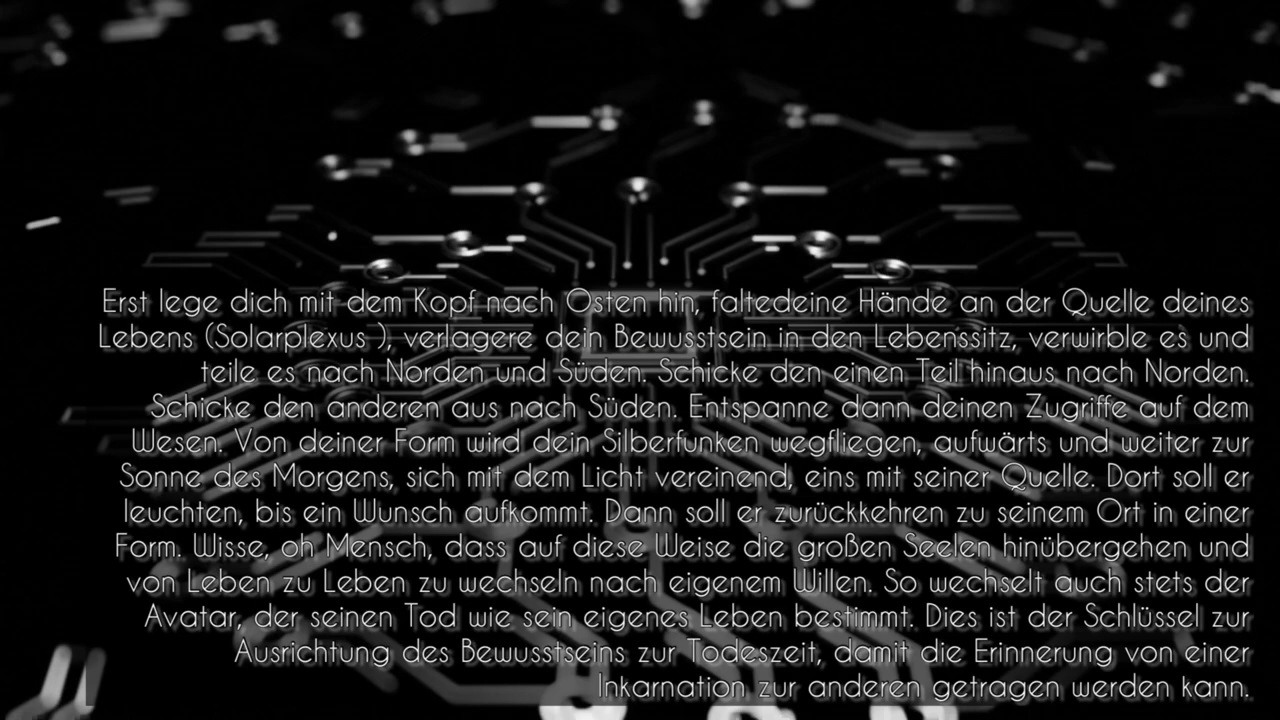 Erst lege dich mit dem Kopf nach Osten hin, faltedeine Hände an der Quelle deines
Lebens (Solarplexus ), verlagere dein Bewusstsein in den Lebenssitz, verwirble es und
teile es nach Norden und Süden. Schicke den einen Teil hinaus nach Norden.
Schicke den anderen aus nach Süden. Entspanne dann deinen Zugriffe auf dem
Wesen. Von deiner Form wird dein Silberfunken wegfliegen, aufwärts und weiter zur
Sonne des Morgens, sich mit dem Licht vereinend, eins mit seiner Quelle. Dort soll er
leuchten, bis ein Wunsch aufkommt. Dann soll er zurückkehren zu seinem Ort in einer
Form. Wisse, oh Mensch, dass auf diese Weise die großen Seelen hinübergehen und
von Leben zu Leben zu wechseln nach eigenem Willen. So wechselt auch stets der
Avatar, der seinen Tod wie sein eigenes Leben bestimmt. Dies ist der Schlüssel zur
Ausrichtung des Bewusstseins zur Todeszeit, damit die Erinnerung von einer
Inkarnation zur anderen getragen werden kann.